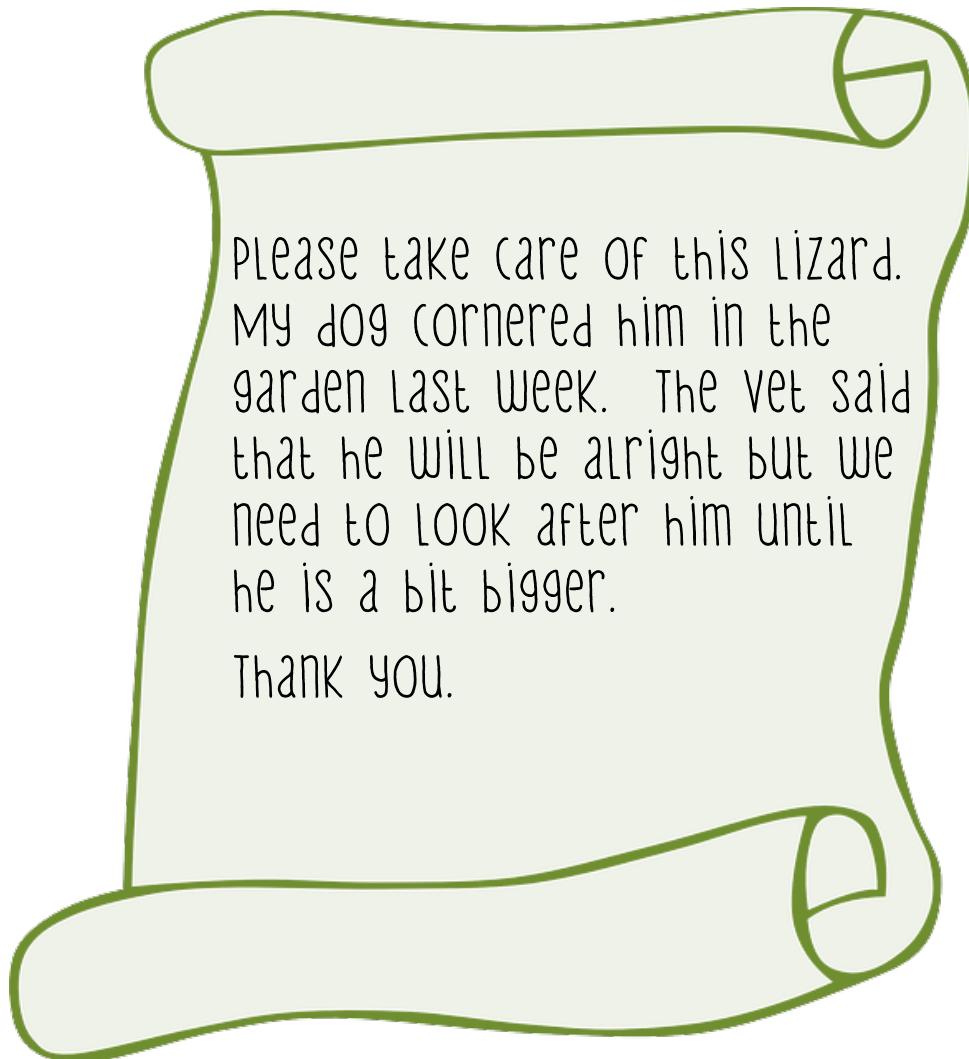 Please take care of this lizard.
My dog cornered him in the
garden last week.  The vet said
that he will be alright but we
need to look after him until
he is a bit bigger.
Thank you.